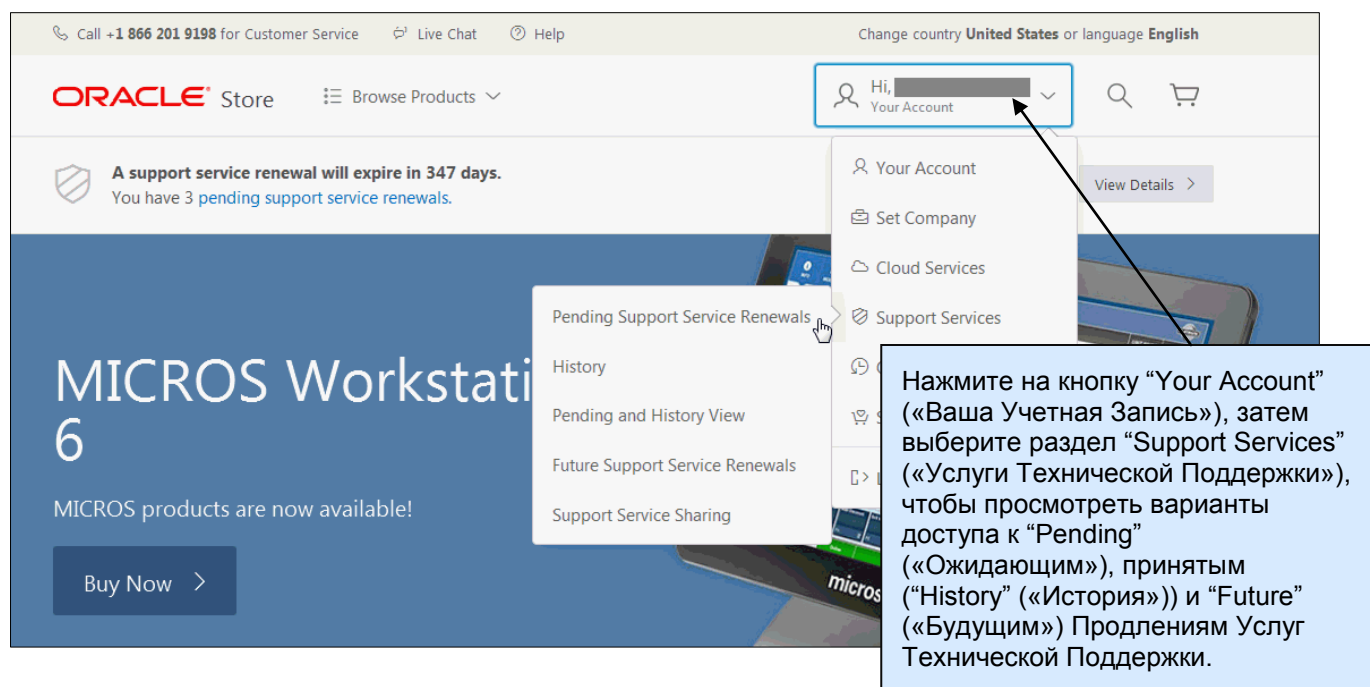 Call +1 866 201 9198 for Customer Service Live Chat Help Change country United States or language English
ORACLE Store Browse Products Hi,
Your Account
A support service renewal will expire in 347 days.
You have 3 pending support service renewals.
View Details >
Your Account
Set Company
Cloud Services
Support Services
Pending Support Service Renewals
History
Pending and History View
Future Support Service Renewals
Support Service Sharing
MICROS
6
MICROS products are now available!
Buy Now >
micros
Нажмите на кнопку “Your Account”
(«Ваша Учетная Запись»), затем
выберите раздел “Support Services”
(«Услуги Технической Поддержки»),
чтобы просмотреть варианты
доступа к “Pending”
(«Ожидающим»), принятым
(“History” («История»)) и “Future”
(«Будущим») Продлениям Услуг
Технической Поддержки.